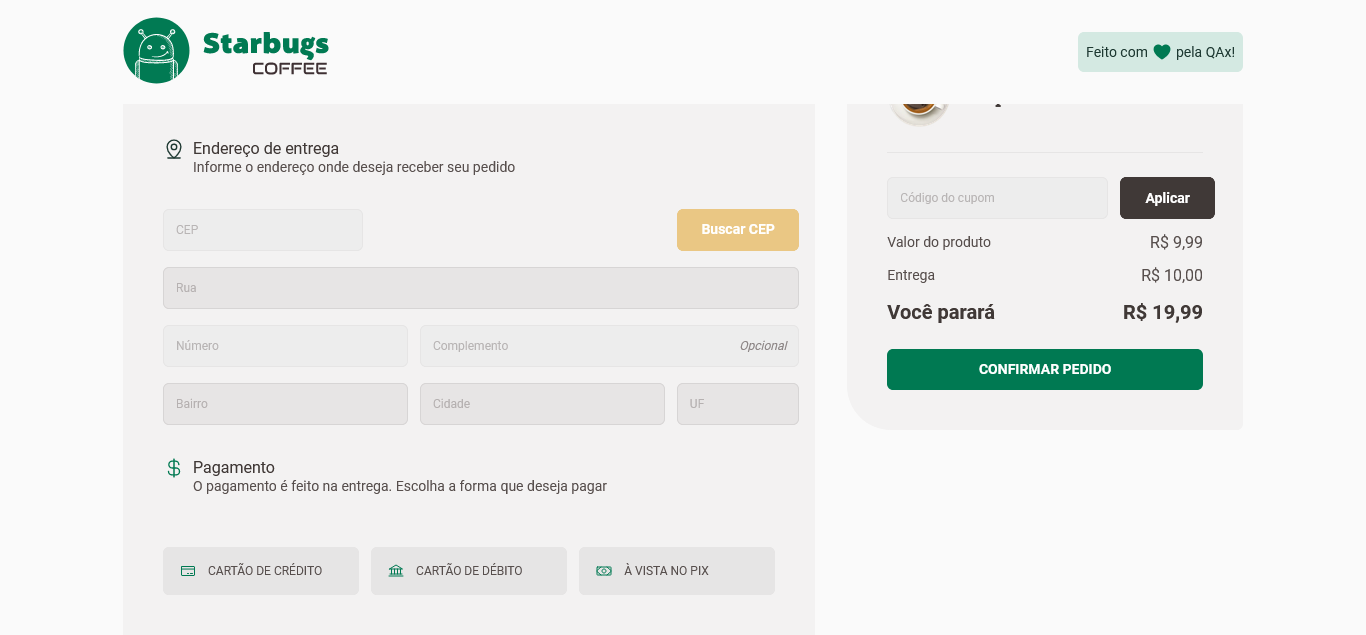 Starbugs
COFFEE
Feito com pela QAx!
Endereço de entrega
Informe o endereço onde deseja receber seu pedido
CEP
Buscar CEP
Rua
Número
Complemento
Opcional
Bairro
Cidade
UF
Pagamento
O pagamento é feito na entrega. Escolha a forma que deseja pagar
CARTÃO DE CRÉDITO
CARTÃO DE DÉBITO
À VISTA NO PIX
Código do cupom
Aplicar
Valor do produto R$ 9,99
Entrega R$ 10,00
Você parará R$ 19,99
CONFIRMAR PEDIDO